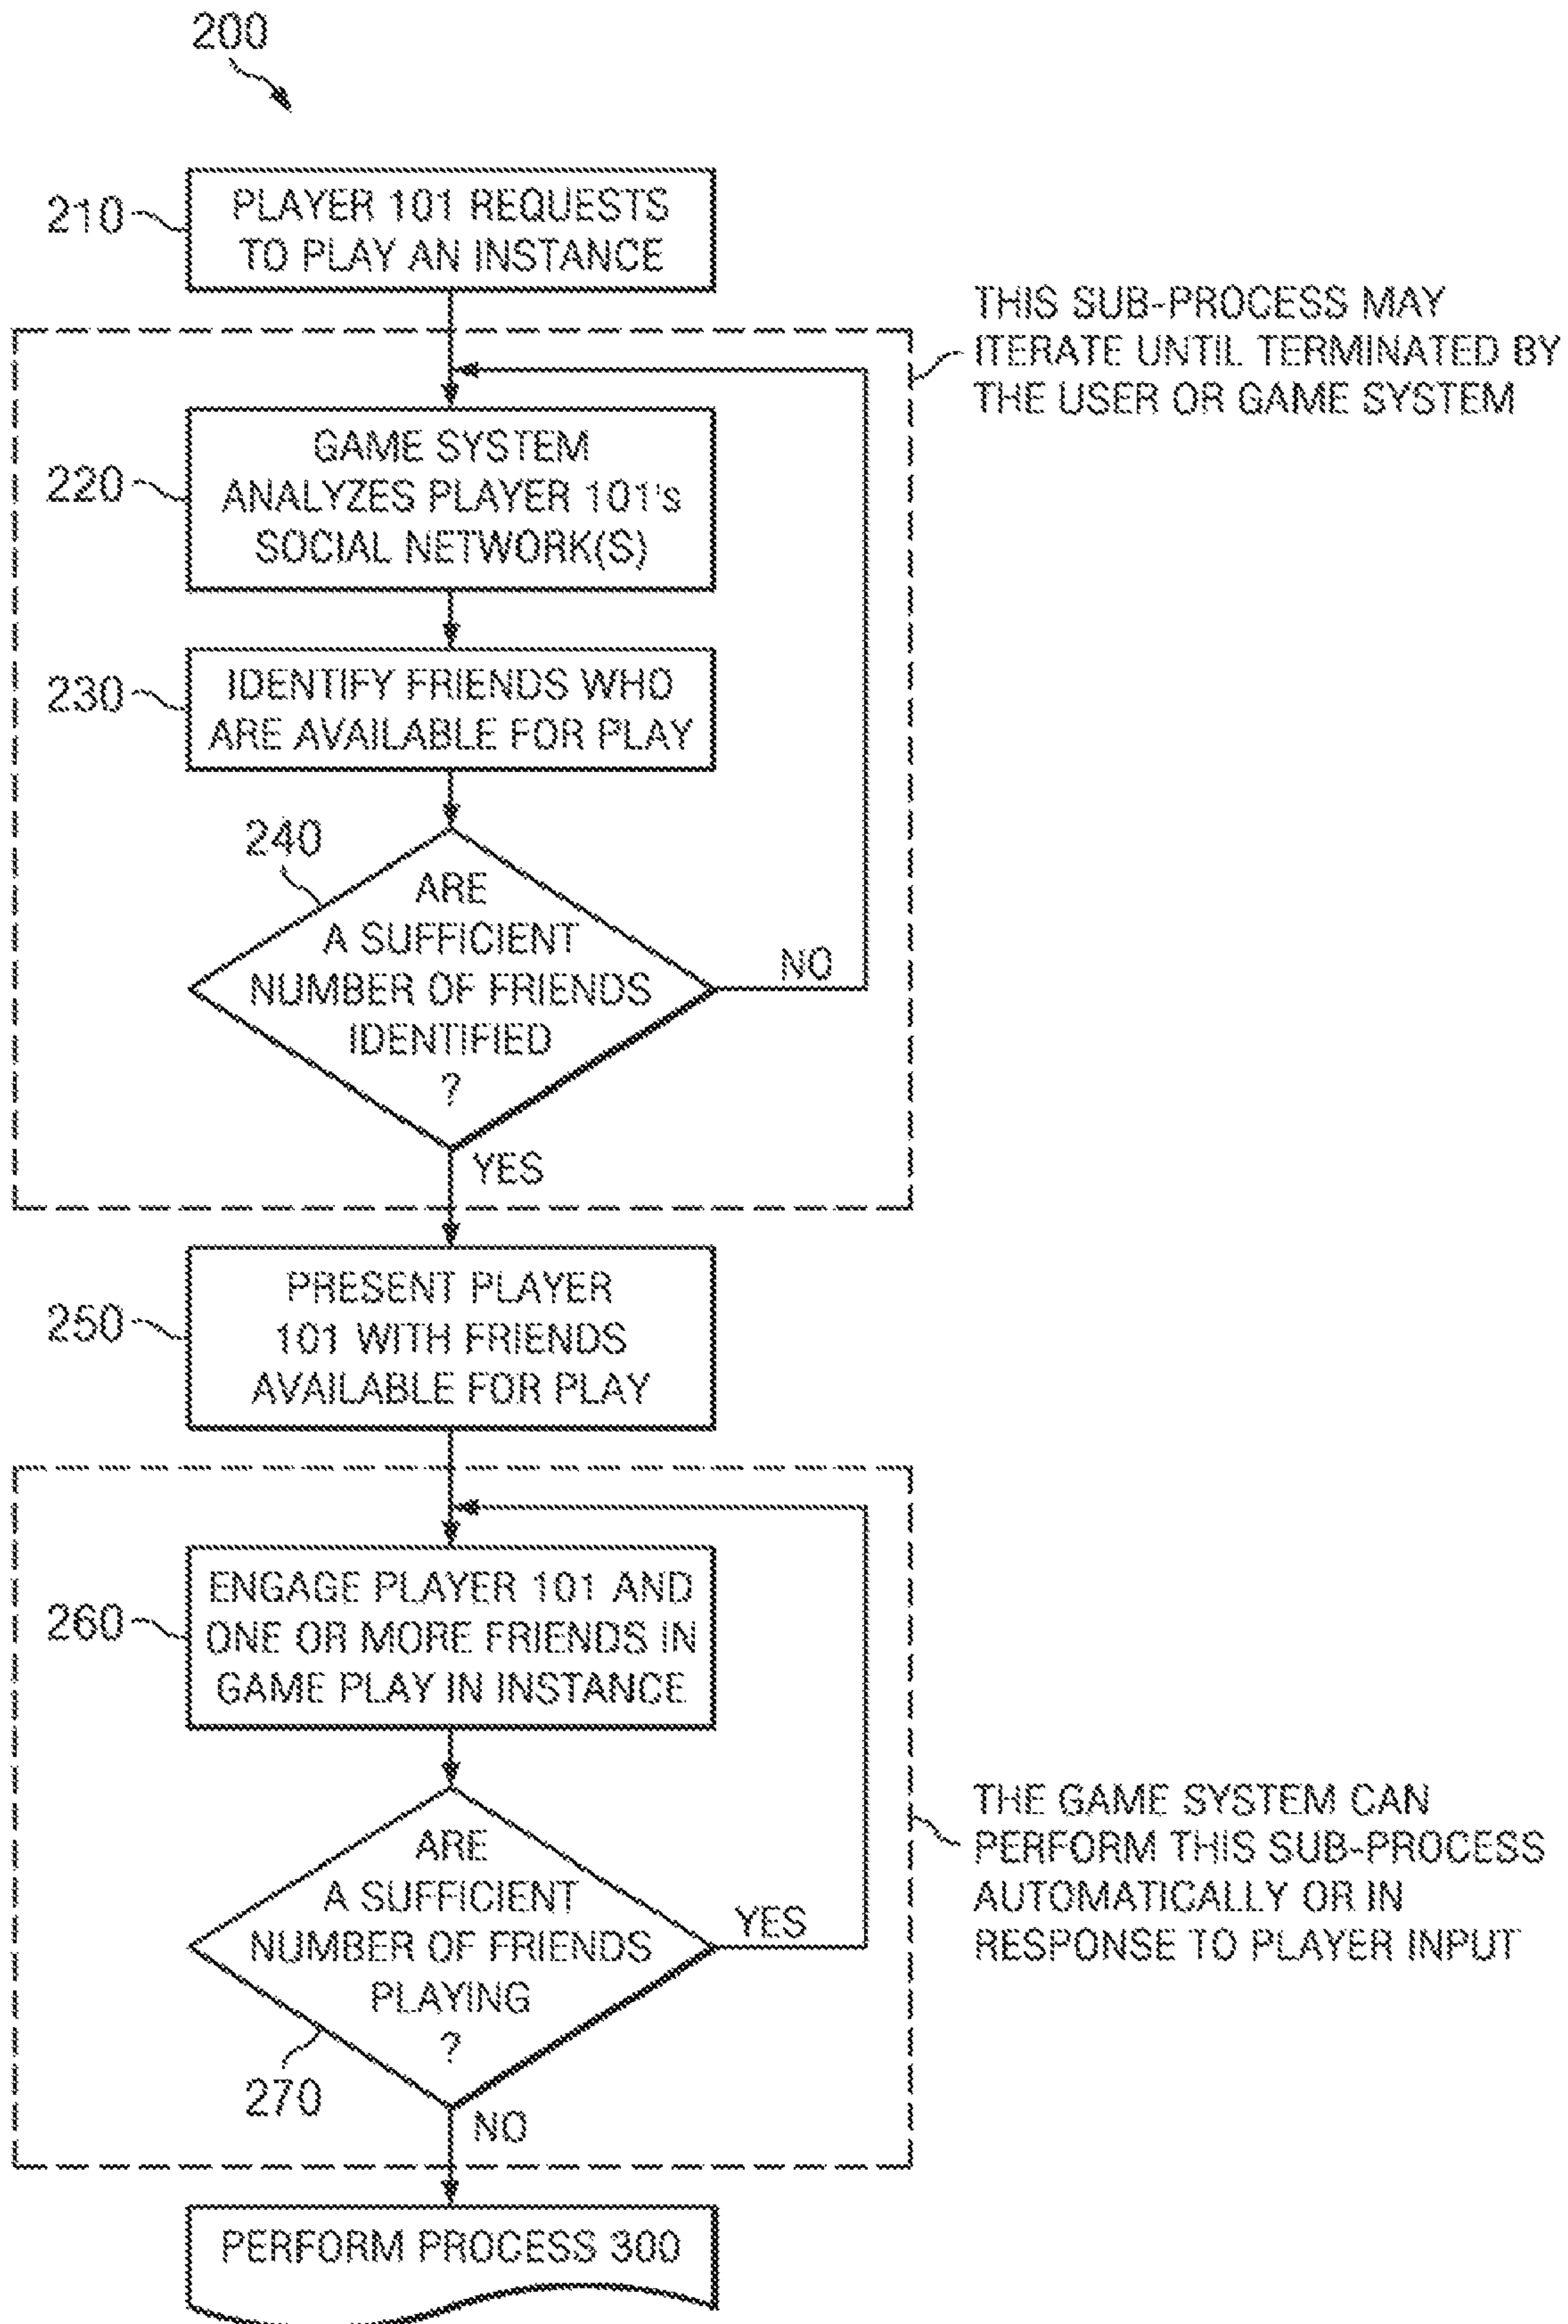 200
210
PLAYER 101 REQUESTS
TO PLAY AN INSTANCE
THIS SUB-PROCESS MAY
ITERATE UNTIL TERMINATED BY
THE USER OR GAME SYSTEM
220
GAME SYSTEM
ANALYZES PLAYER 101's
SOCIAL NETWORK(S)
230
IDENTIFY FRIENDS WHO
ARE AVAILABLE FOR PLAY
240
ARE
A SUFFICIENT
NUMBER OF FRIENDS
IDENTIFIED
?
NO
YES
250
PRESENT PLAYER
101 WITH FRIENDS
AVAILABLE FOR PLAY
260
ENGAGE PLAYER 101 AND
ONE OR MORE FRIENDS IN
GAME PLAY IN INSTANCE
THE GAME SYSTEM CAN
PERFORM THIS SUB-PROCESS
AUTOMATICALLY OR IN
RESPONSE TO PLAYER INPUT
ARE
A SUFFICIENT
NUMBER OF FRIENDS
PLAYING
?
YES
270
NO
PERFORM PROCESS 300